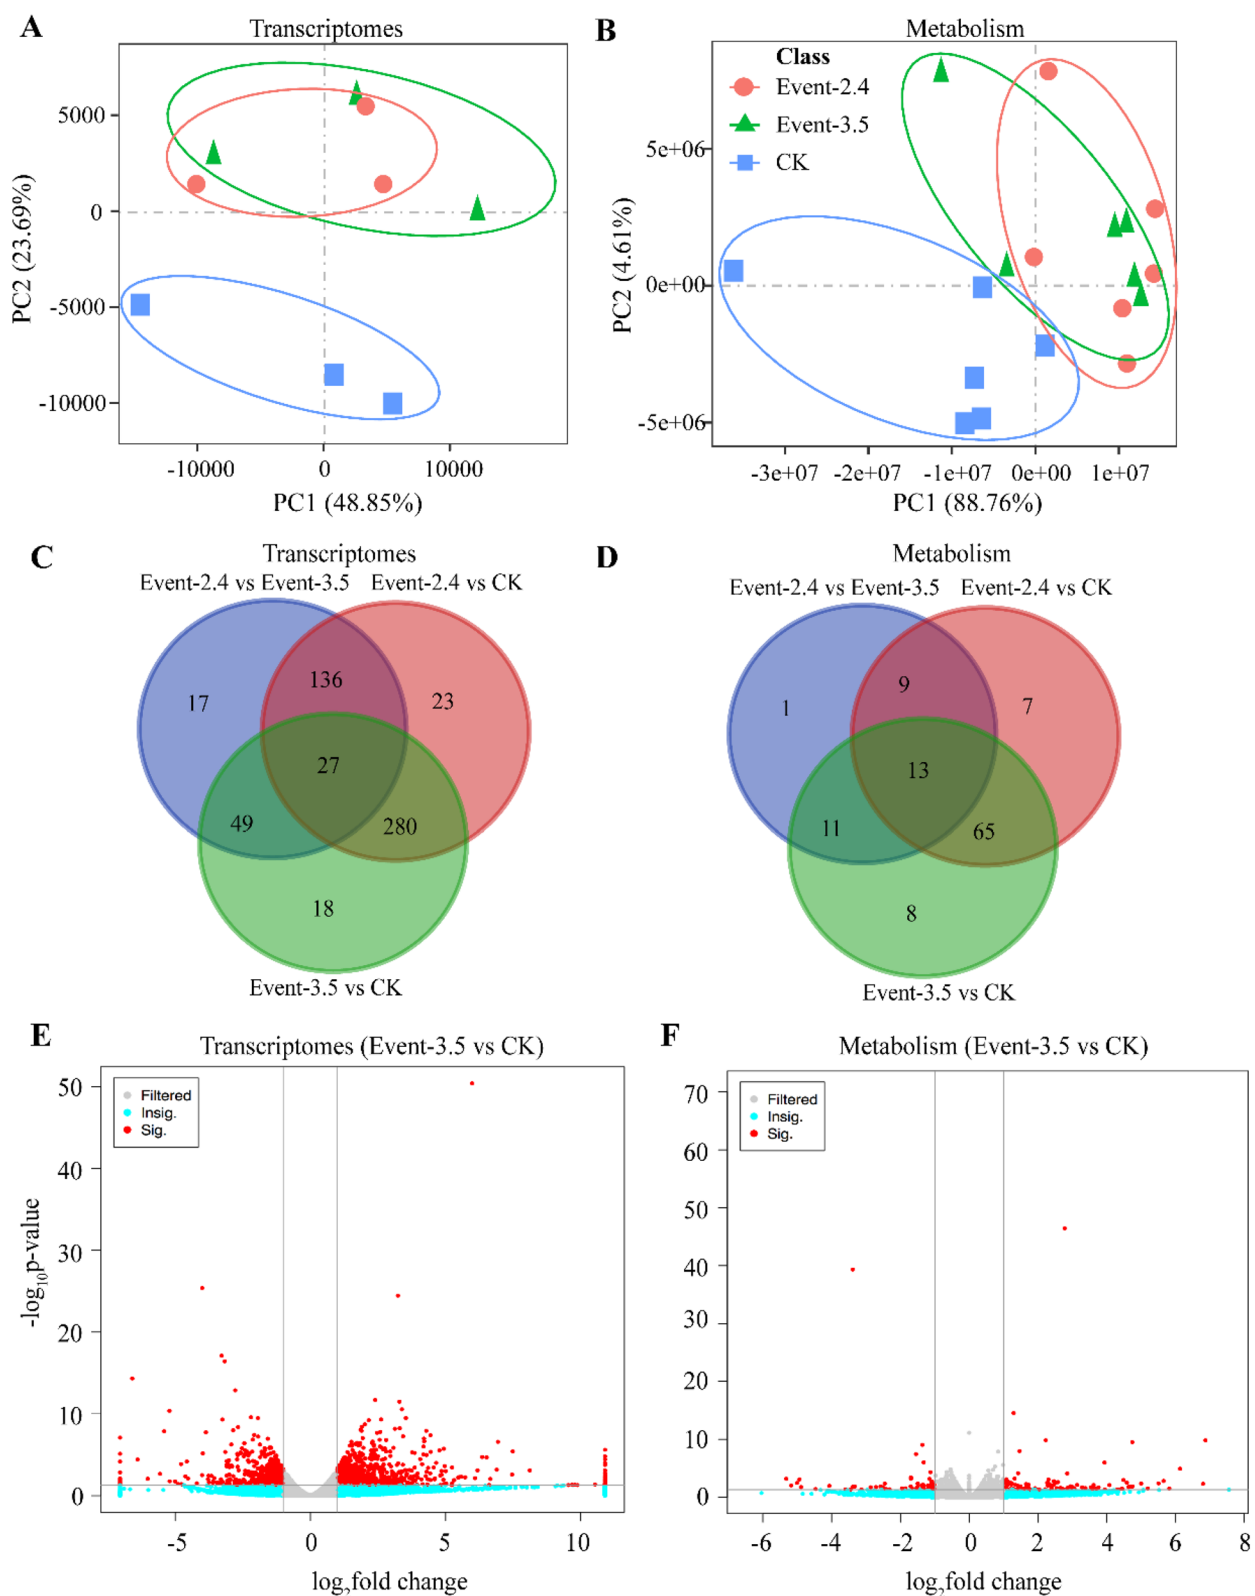 A
Transcriptomes
PC2 (23.69%)
5000
0
-5000
-10000
-10000
0
10000
PC1 (48.85%)
B
Metabolism
Class
Event-2.4
Event-3.5
CK
PC2 (4.61%)
5e+06
0e+00
-5e+06
-3e+07
-2e+07
-1e+07
0e+00
1e+07
PC1 (88.76%)
C
Transcriptomes
Event-2.4 vs Event-3.5
Event-2.4 vs CK
17
136
23
27
49
280
18
Event-3.5 vs CK
D
Metabolism
Event-2.4 vs Event-3.5
Event-2.4 vs CK
1
9
7
13
11
65
8
Event-3.5 vs CK
E
Transcriptomes (Event-3.5 vs CK)
Filtered
Insig.
Sig.
-log10p-value
50
40
30
20
10
0
-5
0
5
10
log2fold change
F
Metabolism (Event-3.5 vs CK)
Filtered
Insig.
Sig.
70
60
50
40
30
20
10
0
-6
-4
-2
0
2
4
6
8
log2fold change